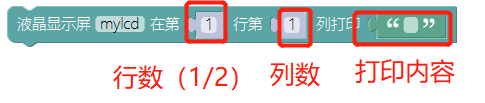 液晶显示屏 mylcd 在第 1 行第 1 列打印 “ ”
行数（1/2） 列数 打印内容